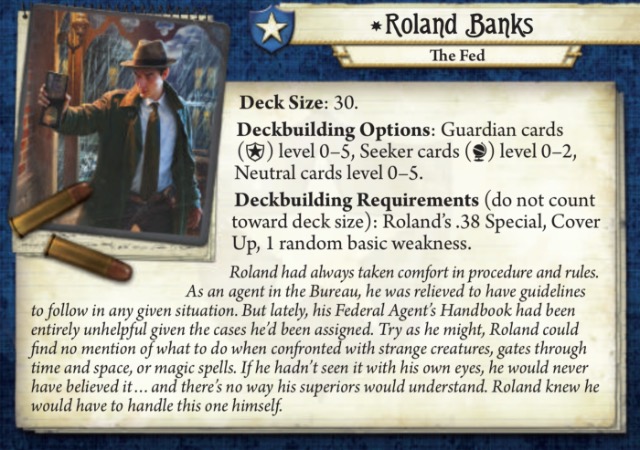 *Roland Banks
The Fed
Deck Size: 30.
Deckbuilding Options: Guardian cards
() level 0–5, Seeker cards () level 0–2,
Neutral cards level 0–5.
Deckbuilding Requirements (do not count
toward deck size): Roland's .38 Special, Cover
Up, 1 random basic weakness.
Roland had always taken comfort in procedure and rules.
As an agent in the Bureau, he was relieved to have guidelines
to follow in any given situation. But lately, his Federal Agent's Handbook had been
entirely unhelpful given the cases he'd been assigned. Try as he might, Roland could
find no mention of what to do when confronted with strange creatures, gates through
time and space, or magic spells. If he hadn't seen it with his own eyes, he would never
have believed it… and there's no way his superiors would understand. Roland knew he
would have to handle this one himself.